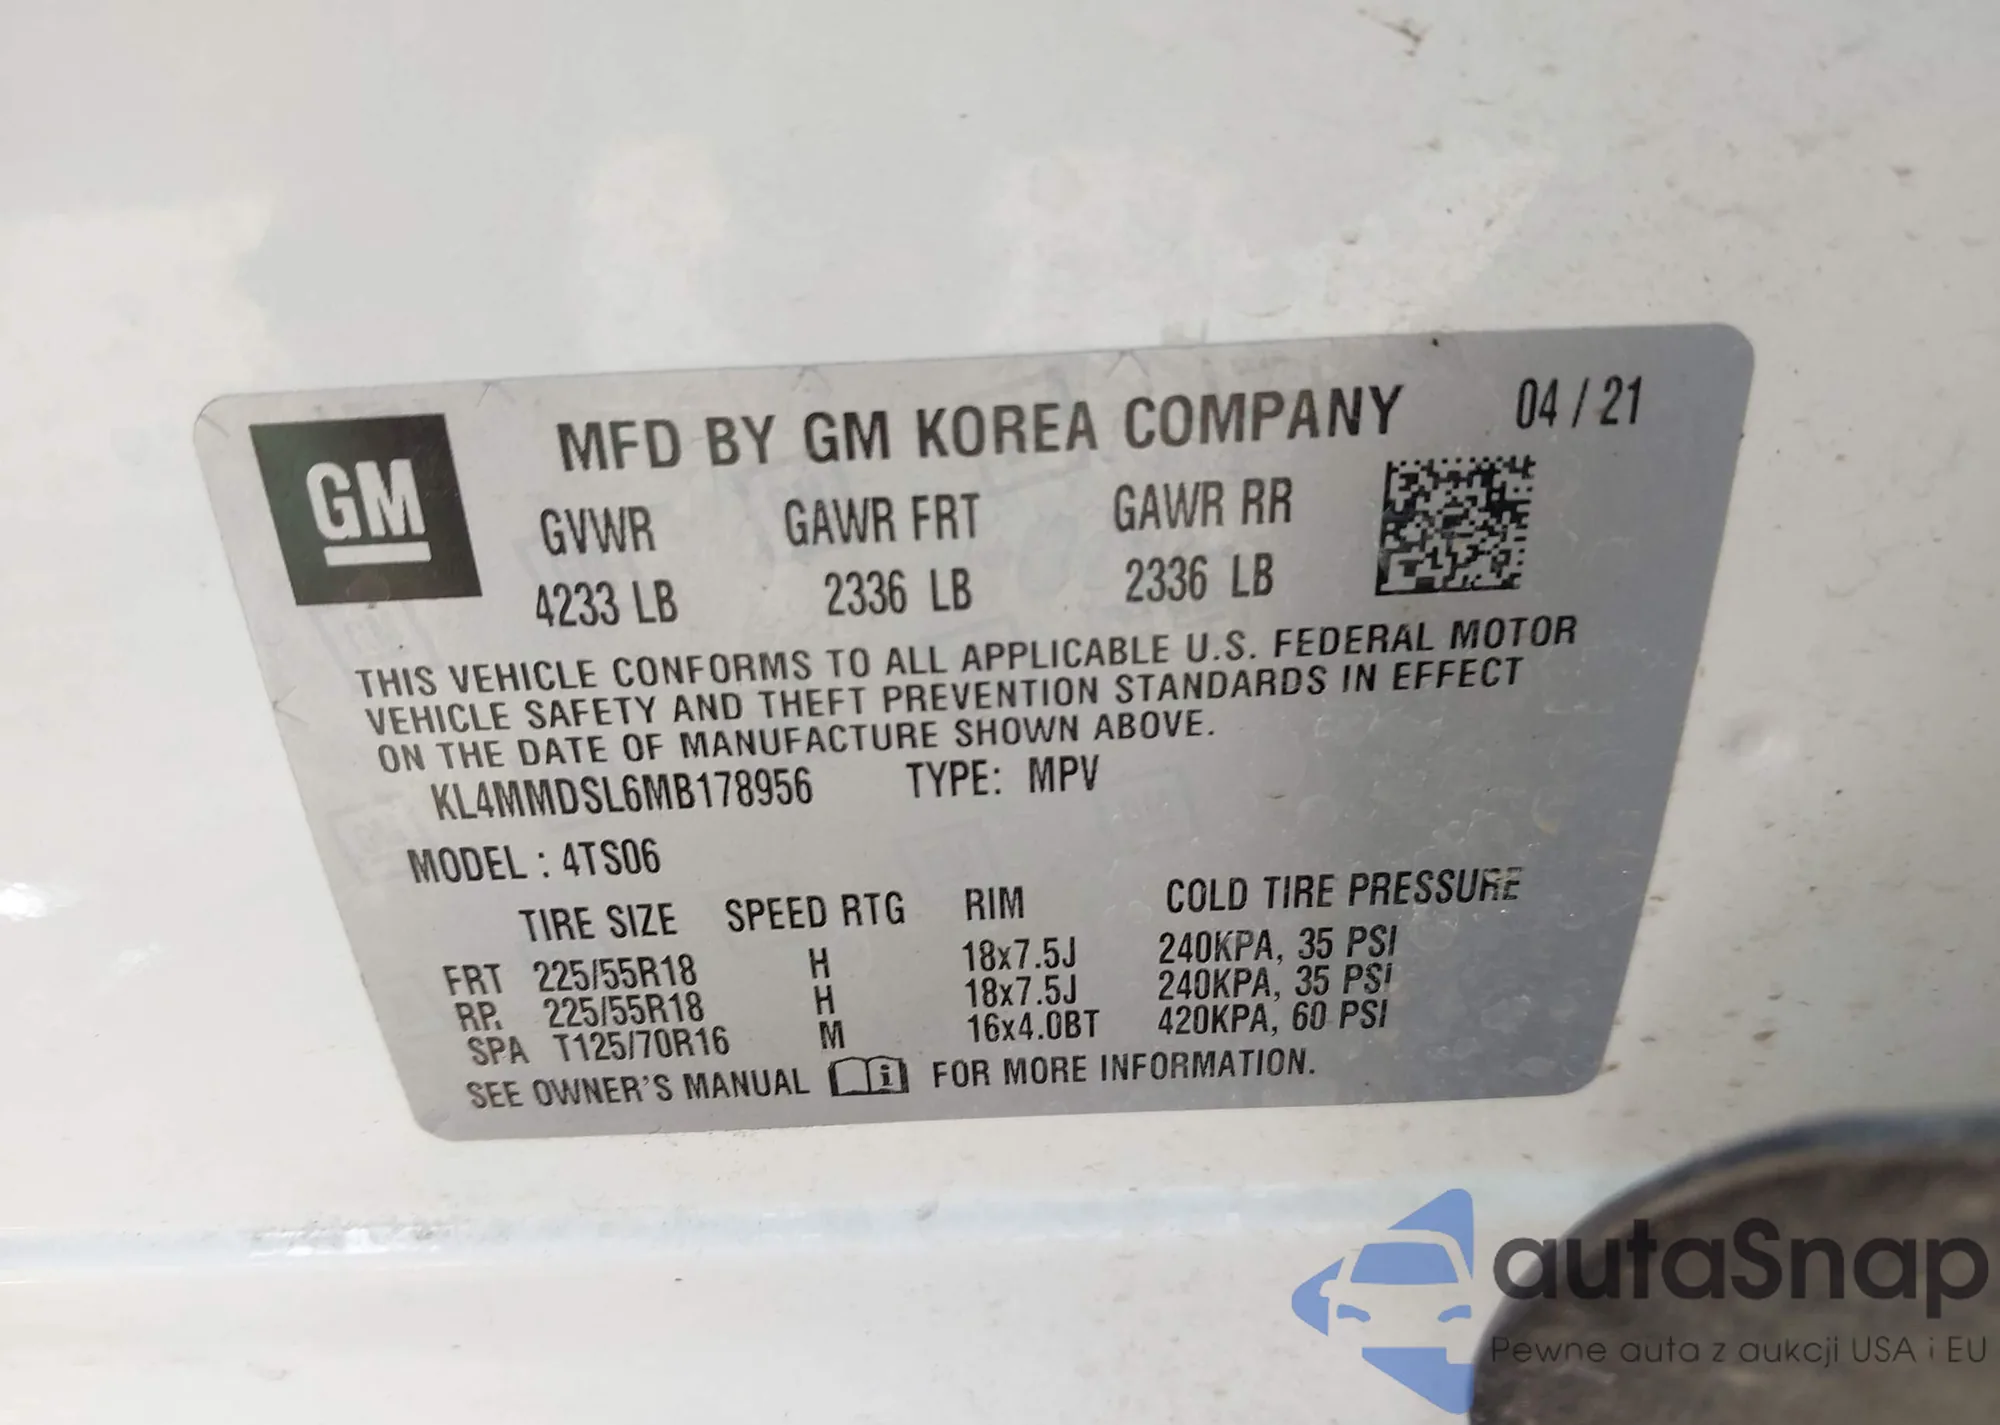 GM
MFD BY GM KOREA COMPANY 04 / 21
GVWR GAWR FRT GAWR RR
4233 LB 2336 LB 2336 LB
THIS VEHICLE CONFORMS TO ALL APPLICABLE U.S. FEDERAL MOTOR
VEHICLE SAFETY AND THEFT PREVENTION STANDARDS IN EFFECT
ON THE DATE OF MANUFACTURE SHOWN ABOVE.
KL4MMDSL6MB178956 TYPE: MPV
MODEL : 4TS06
TIRE SIZE SPEED RTG RIM COLD TIRE PRESSURE
FRT 225/55R18 H 18x7.5J 240KPA, 35 PSI
RR 225/55R18 H 18x7.5J 240KPA, 35 PSI
SPA T125/70R16 M 16x4.0BT 420KPA, 60 PSI
SEE OWNER'S MANUAL i FOR MORE INFORMATION.
autaSnap
Pewne auta z aukcji USA i EU